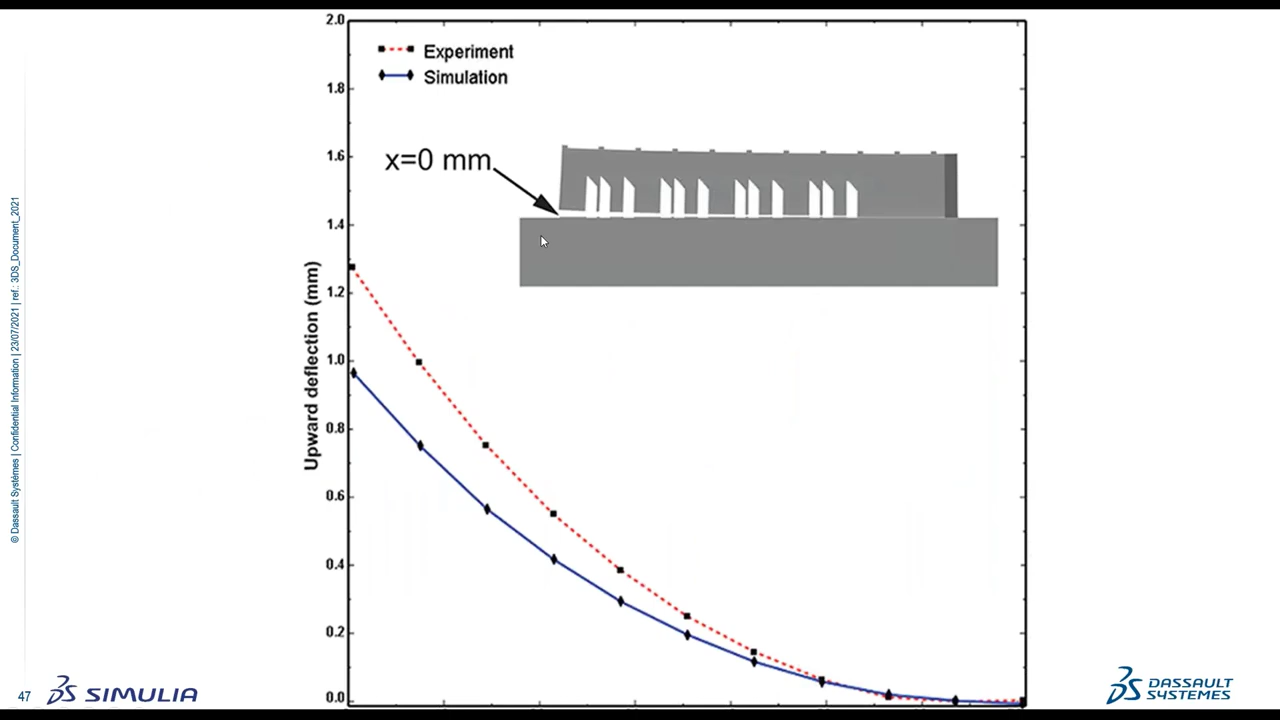 2.0
Experiment
Simulation
1.8
1.6
x=0 mm
1.4
1.2
1.0
0.8
0.6
0.4
0.2
0.0
Upward deflection (mm)
© Dassault Systèmes | Confidential Information | 23/07/2021 | ref.: 3DS_Document_2021
47
SIMULIA
DASSAULT
SYSTEMES